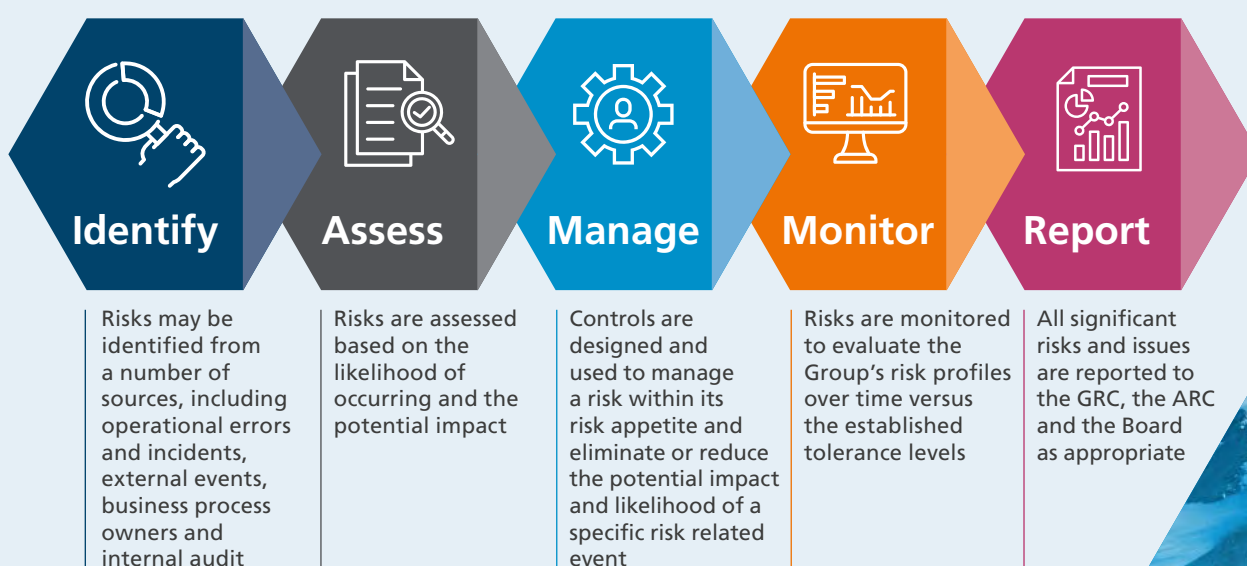 Identify
Risks may be
identified from
a number of
sources, including
operational errors
and incidents,
external events,
business process
owners and
internal audit
Assess
Risks are assessed
based on the
likelihood of
occurring and the
potential impact
Manage
Controls are
designed and
used to manage
a risk within its
risk appetite and
eliminate or reduce
the potential impact
and likelihood of a
specific risk related
event
Monitor
Risks are monitored
to evaluate the
Group’s risk profiles
over time versus
the established
tolerance levels
Report
All significant
risks and issues
are reported to
the GRC, the ARC
and the Board
as appropriate